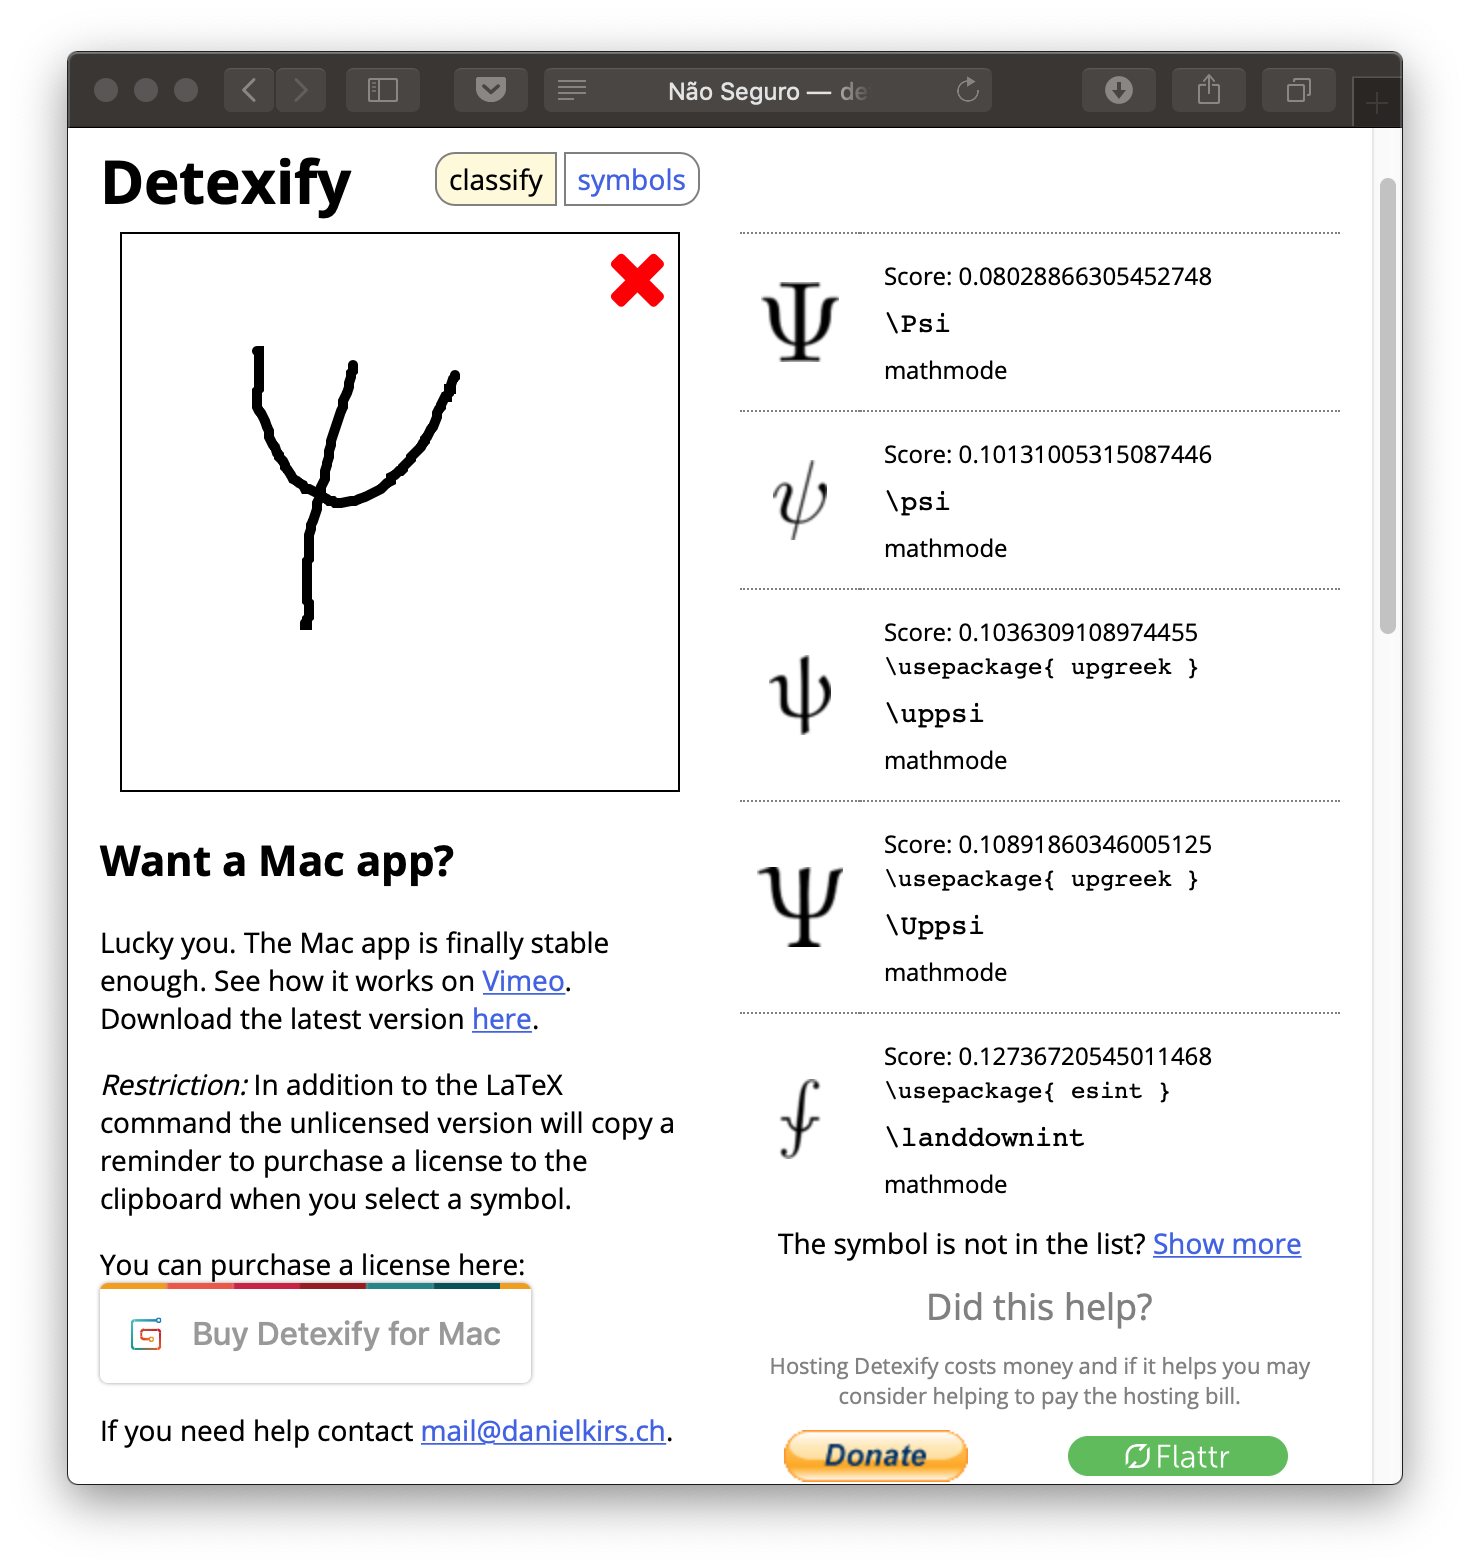 Não Seguro — de
Detexify
classify
symbols
Score: 0.08028866305452748
\Psi
mathmode
Score: 0.10131005315087446
\psi
mathmode
Score: 0.1036309108974455
\usepackage{ upgreek }
\uppsi
mathmode
Score: 0.10891860346005125
\usepackage{ upgreek }
\Uppsi
mathmode
Score: 0.12736720545011468
\usepackage{ esint }
\landdownint
mathmode
The symbol is not in the list? Show more
Did this help?
Hosting Detexify costs money and if it helps you may
consider helping to pay the hosting bill.
Donate
Flattr
Want a Mac app?
Lucky you. The Mac app is finally stable
enough. See how it works on Vimeo.
Download the latest version here.
Restriction: In addition to the LaTeX
command the unlicensed version will copy a
reminder to purchase a license to the
clipboard when you select a symbol.
You can purchase a license here:
Buy Detexify for Mac
If you need help contact mail@danielkirs.ch.
Ψ
ψ
ψ
Ψ